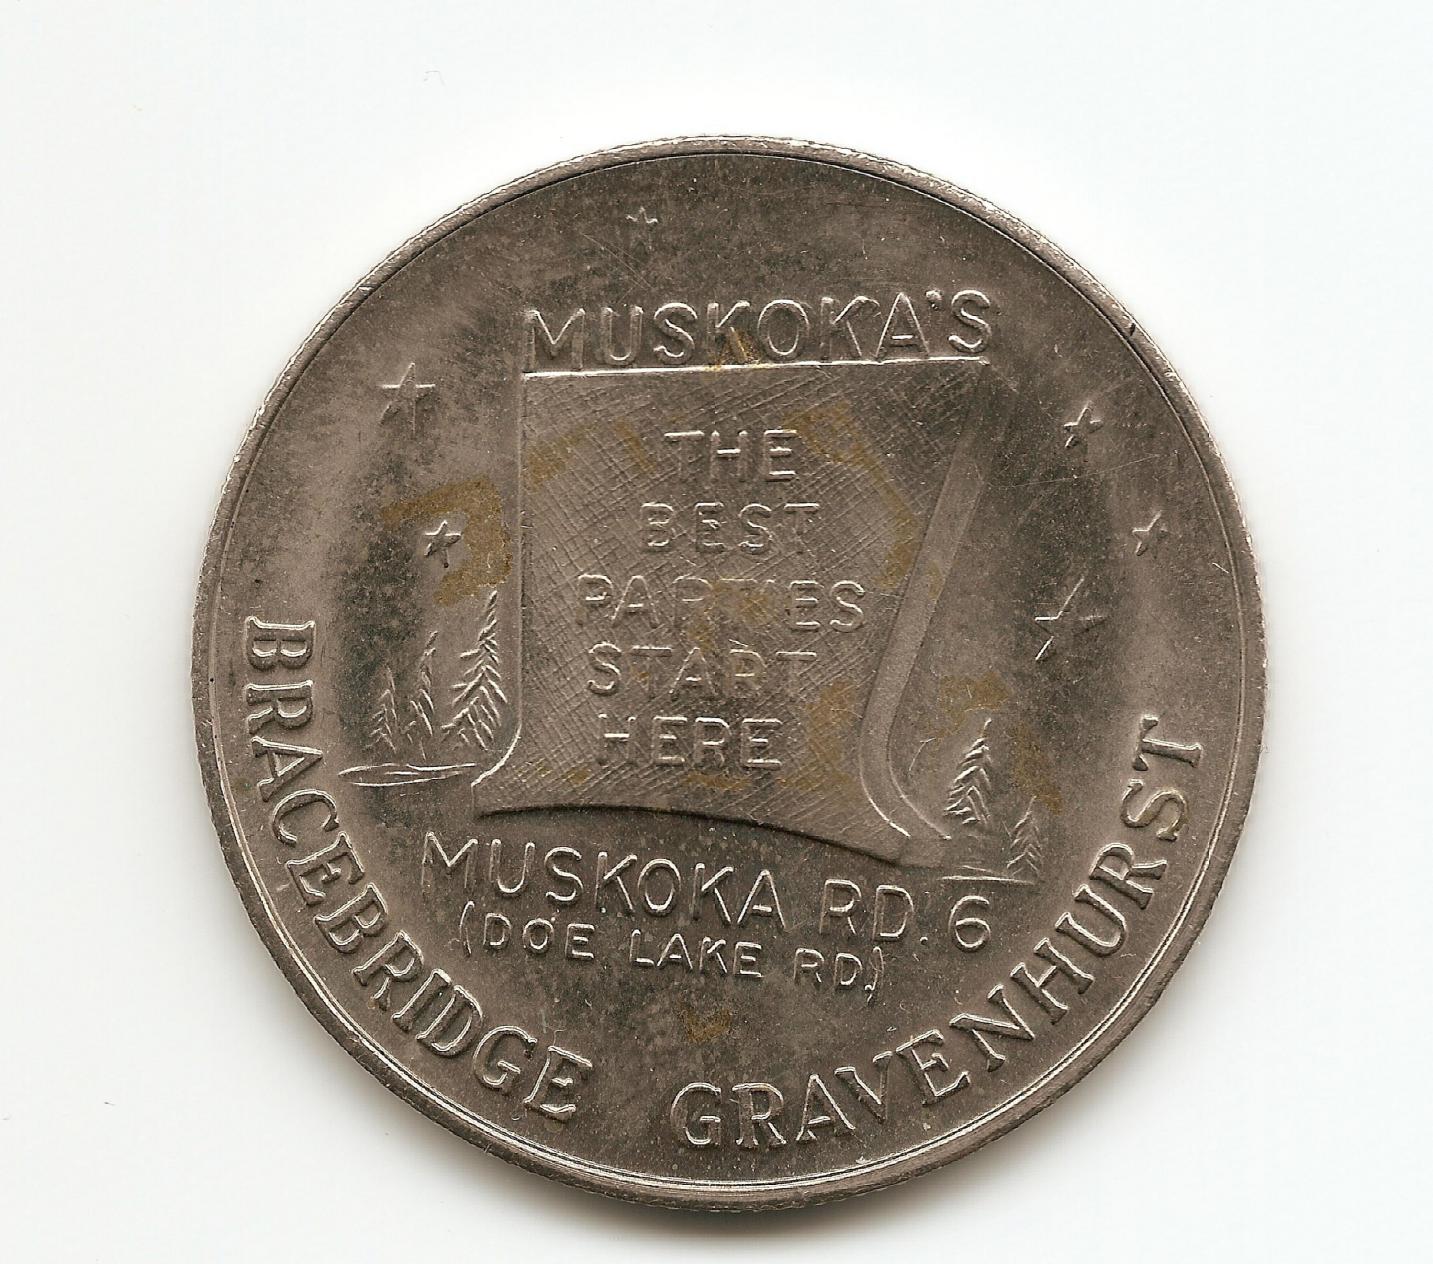 MUSKOKA'S
THE
BEST
PARTIES
START
HERE
MUSKOKA RD. 6
(DOE LAKE RD.)
BRACEBRIDGE GRAVENHURST